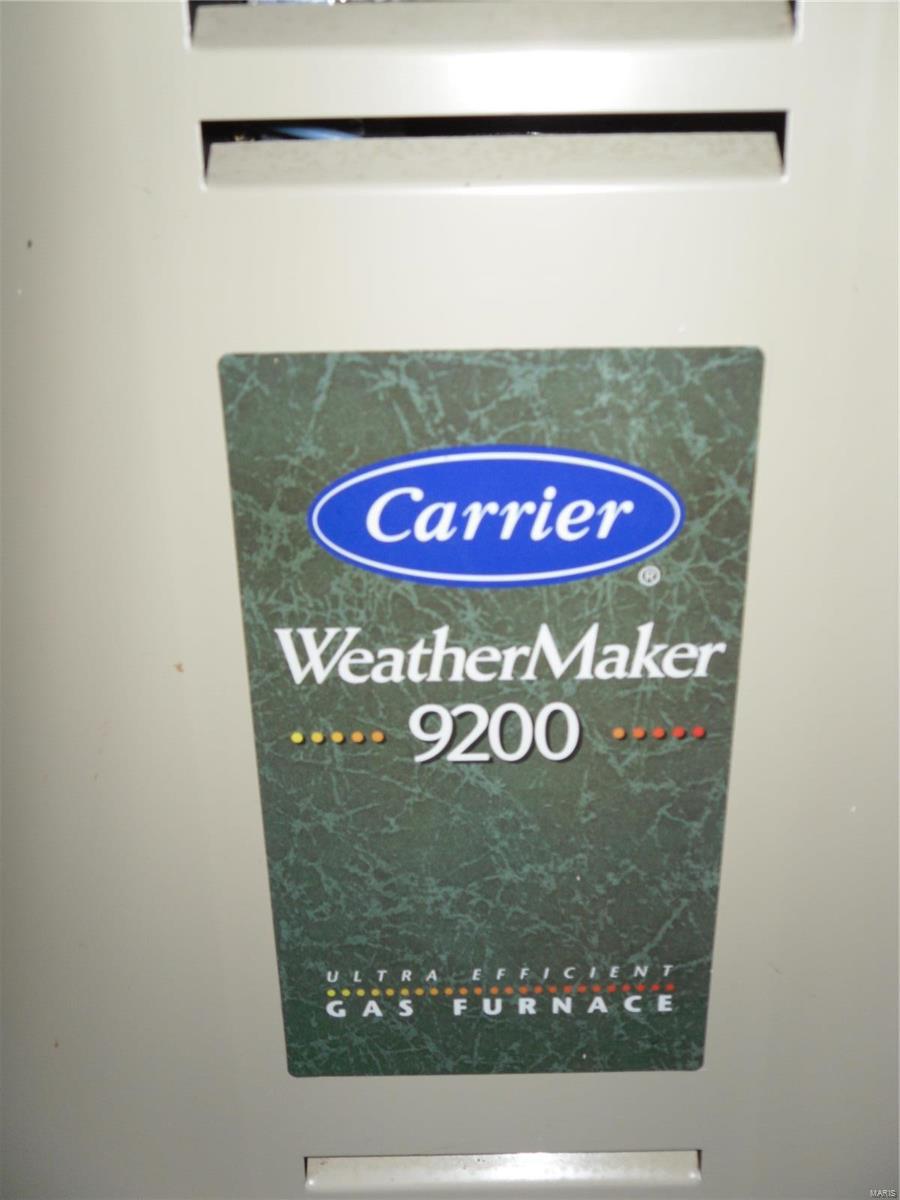 Carrier
®
WeatherMaker
9200
ULTRA EFFICIENT
GAS FURNACE
MARIS